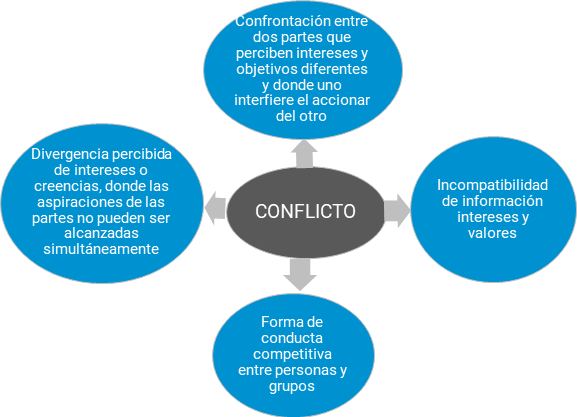 Confrontación entre
dos partes que
perciben intereses y
objetivos diferentes
y donde uno
interfiere el accionar
del otro
Divergencia percibida
de intereses o
creencias, donde las
aspiraciones de las
partes no pueden ser
alcanzadas
simultáneamente
CONFLICTO
Incompatibilidad
de información
intereses y
valores
Forma de
conducta
competitiva
entre personas y
grupos